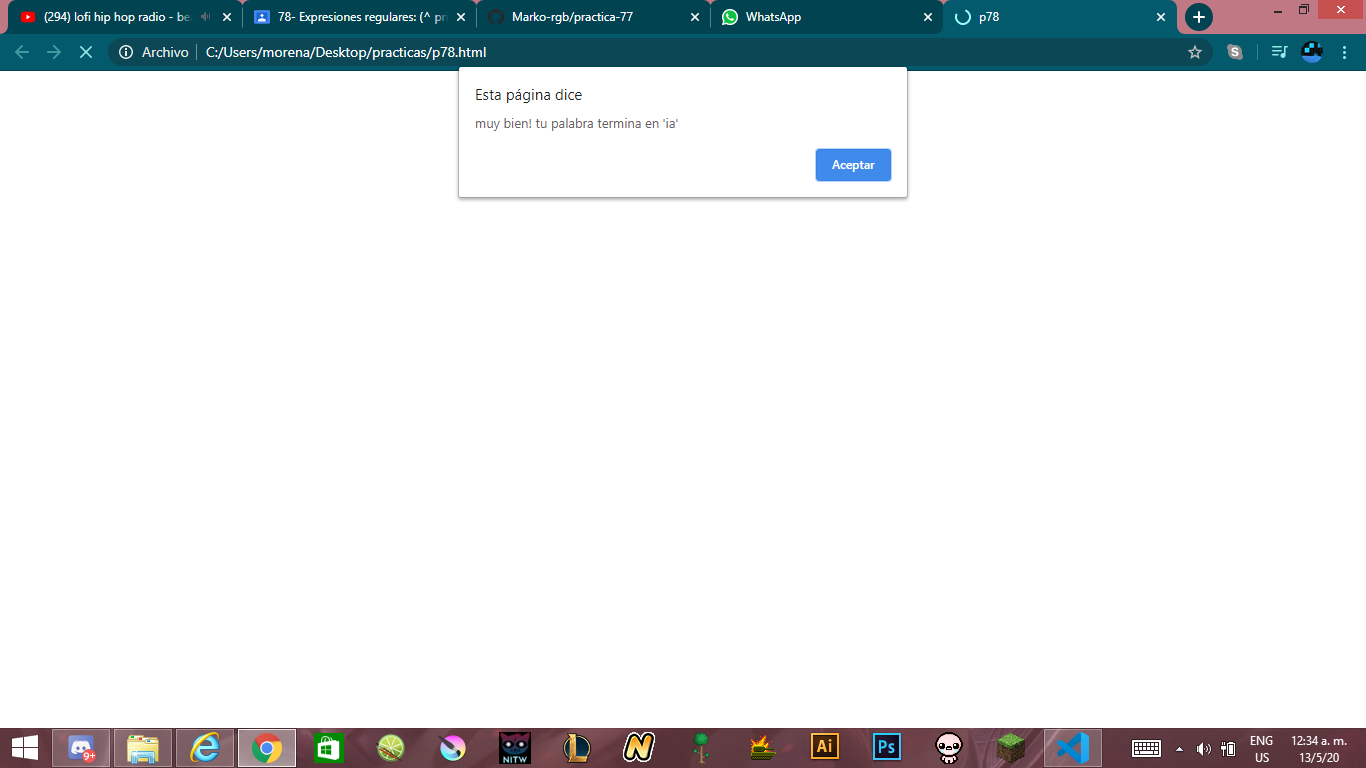 (294) lofi hip hop radio - be
78- Expresiones regulares: (^ pr
Marko-rgb/practica-77
WhatsApp
p78
Archivo
C:/Users/morena/Desktop/practicas/p78.html
Esta página dice
muy bien! tu palabra termina en 'ia'
Aceptar
9+
NITW
L
N
Ai
Ps
ENG
US
12:34 a. m.
13/5/20